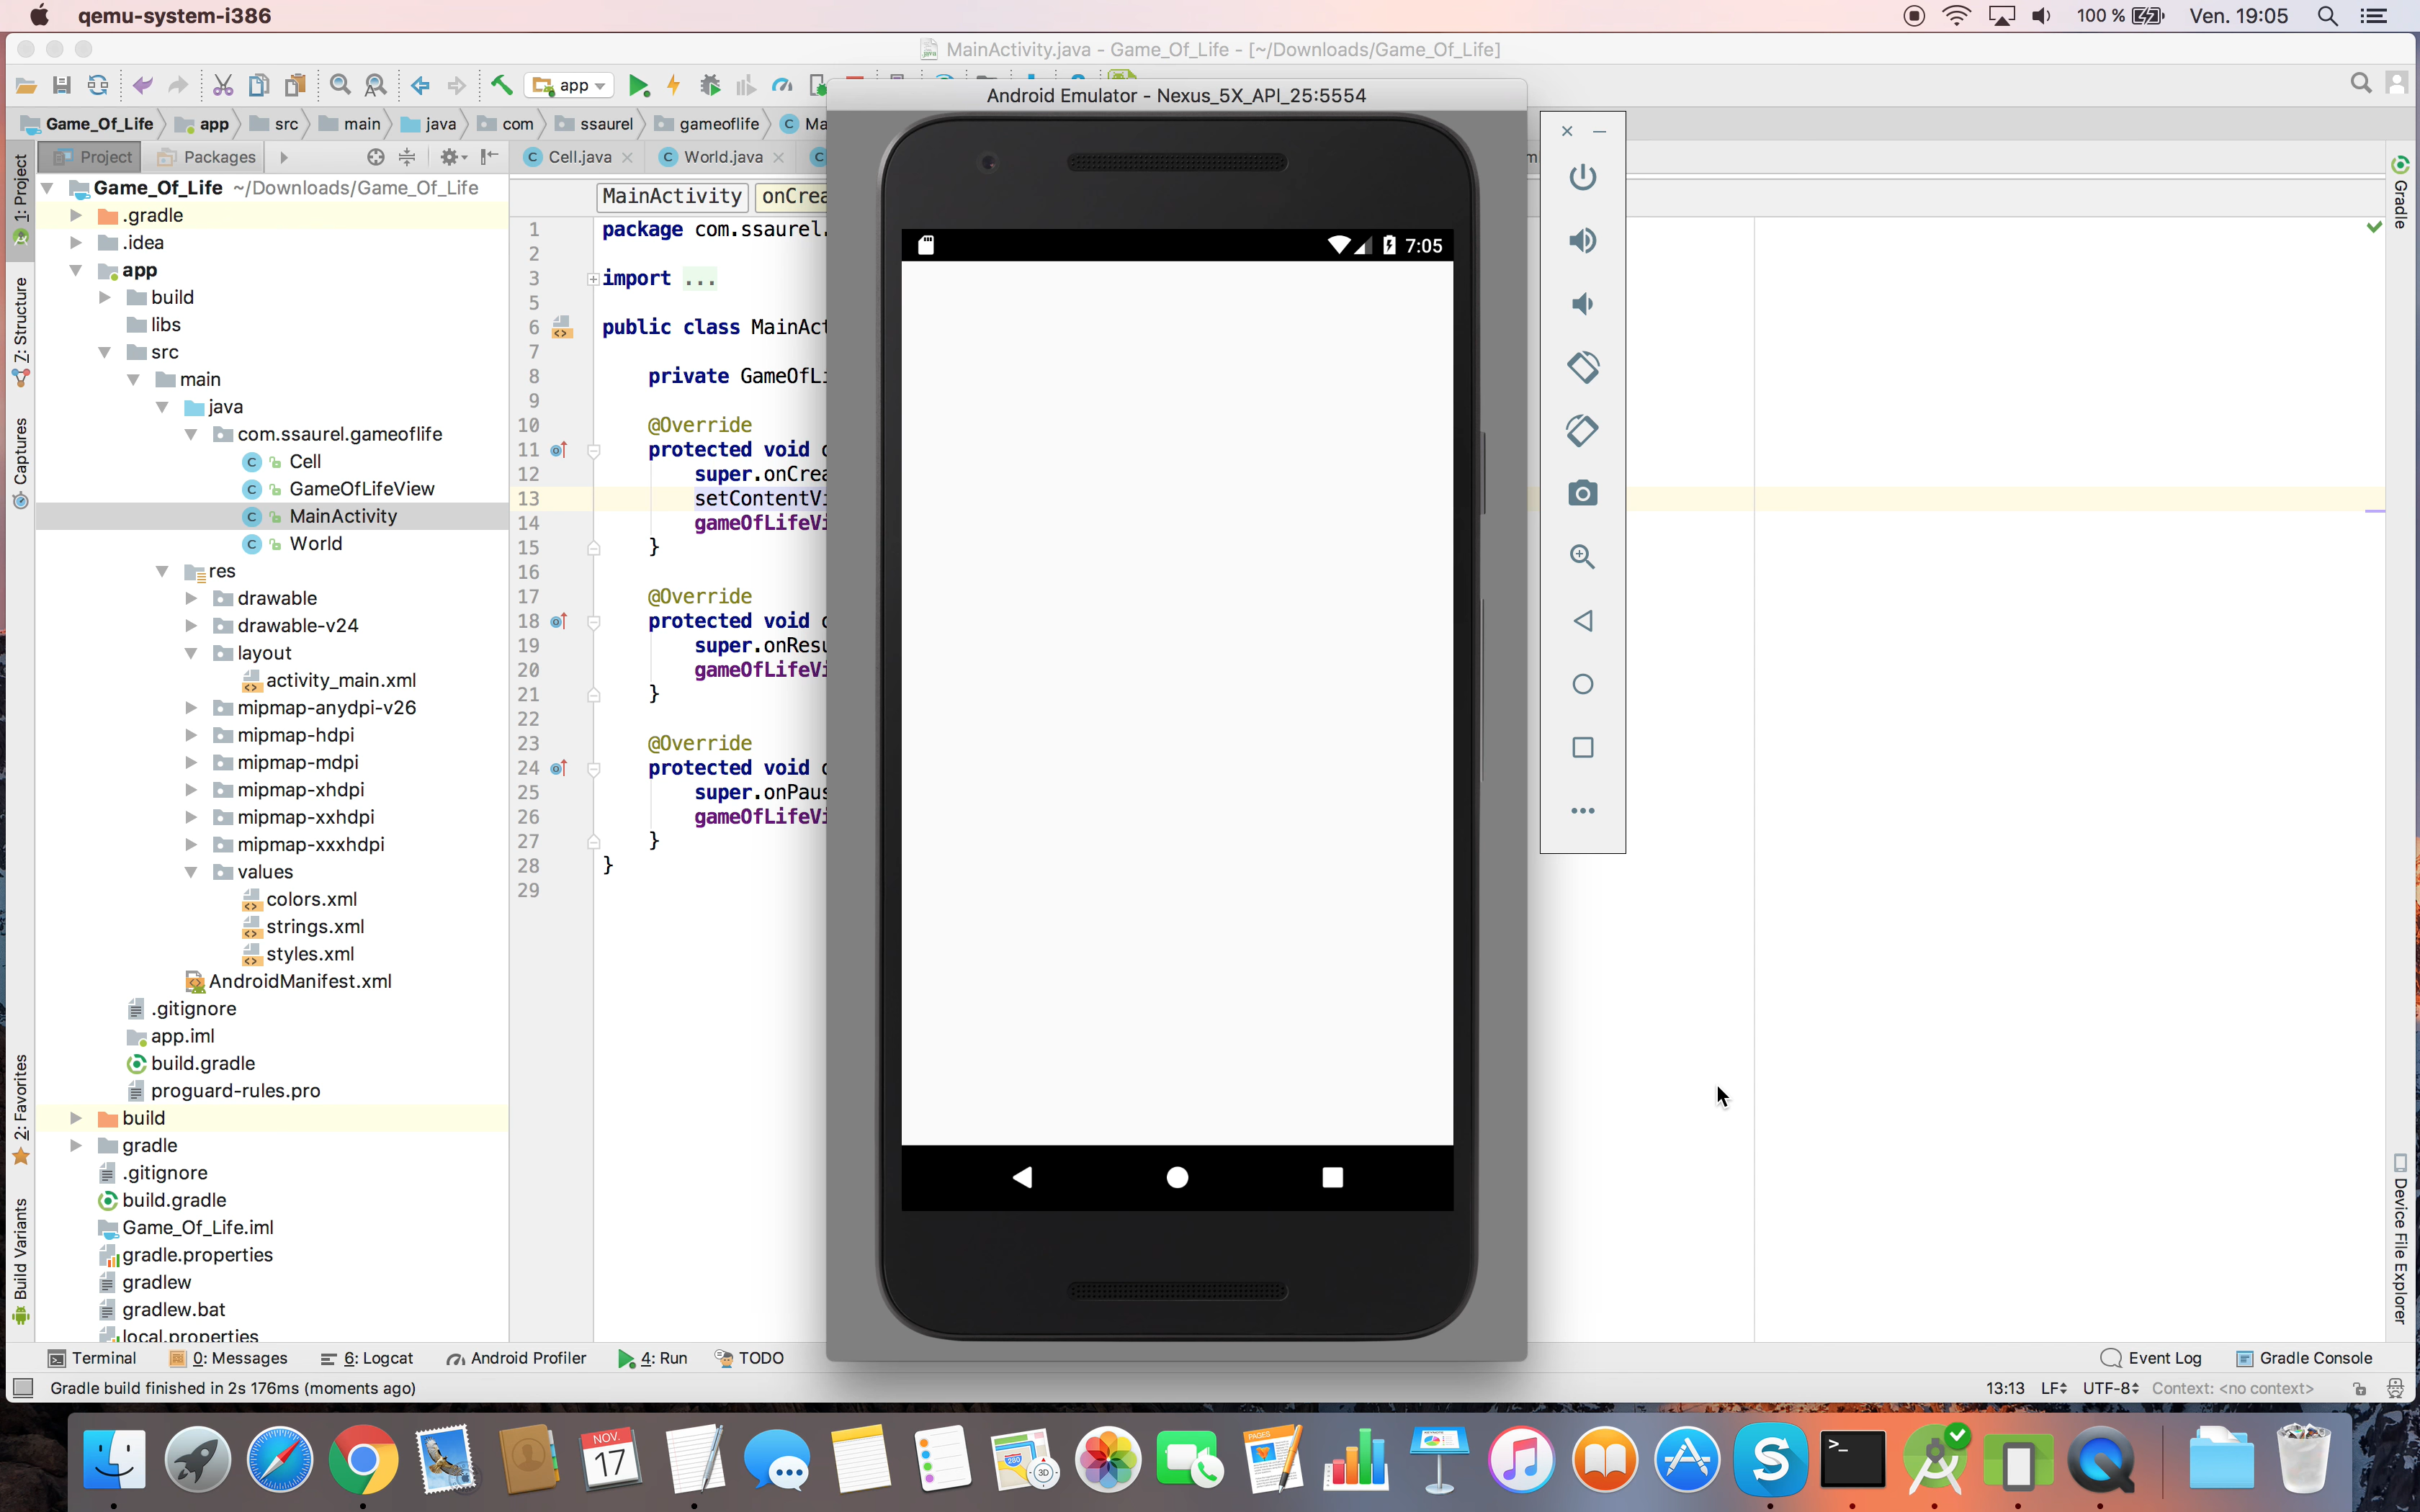 qemu-system-i386
100 %
Ven. 19:05
MainActivity.java - Game_Of_Life - [~/Downloads/Game_Of_Life]
app
Android Emulator - Nexus_5X_API_25:5554
Game_Of_Life
app
src
main
java
com
ssaurel
gameoflife
Ma
Project
Packages
Cell.java
World.java
1: Project
7: Structure
Captures
2: Favorites
Build Variants
Gradle
Device File Explorer
Game_Of_Life ~/Downloads/Game_Of_Life
.gradle
.idea
app
build
libs
src
main
java
com.ssaurel.gameoflife
Cell
GameOfLifeView
MainActivity
World
res
drawable
drawable-v24
layout
activity_main.xml
mipmap-anydpi-v26
mipmap-hdpi
mipmap-mdpi
mipmap-xhdpi
mipmap-xxhdpi
mipmap-xxxhdpi
values
colors.xml
strings.xml
styles.xml
AndroidManifest.xml
.gitignore
app.iml
build.gradle
proguard-rules.pro
build
gradle
.gitignore
build.gradle
Game_Of_Life.iml
gradle.properties
gradlew
gradlew.bat
local.properties
MainActivity
onCrea
1 package com.ssaurel.
2
3 import ...
5
6 public class MainAct
7
8 private GameOfLi
9
10 @Override
11 protected void o
12 super.onCrea
13 setContentVi
14 gameOfLifeVi
15 }
16
17 @Override
18 protected void o
19 super.onResu
20 gameOfLifeVi
21 }
22
23 @Override
24 protected void o
25 super.onPaus
26 gameOfLifeVi
27 }
28 }
29
7:05
Terminal
0: Messages
6: Logcat
Android Profiler
4: Run
TODO
Event Log
Gradle Console
Gradle build finished in 2s 176ms (moments ago)
13:13
LF
UTF-8
Context: <no context>
NOV.
17
280
3D
PAGES
>_